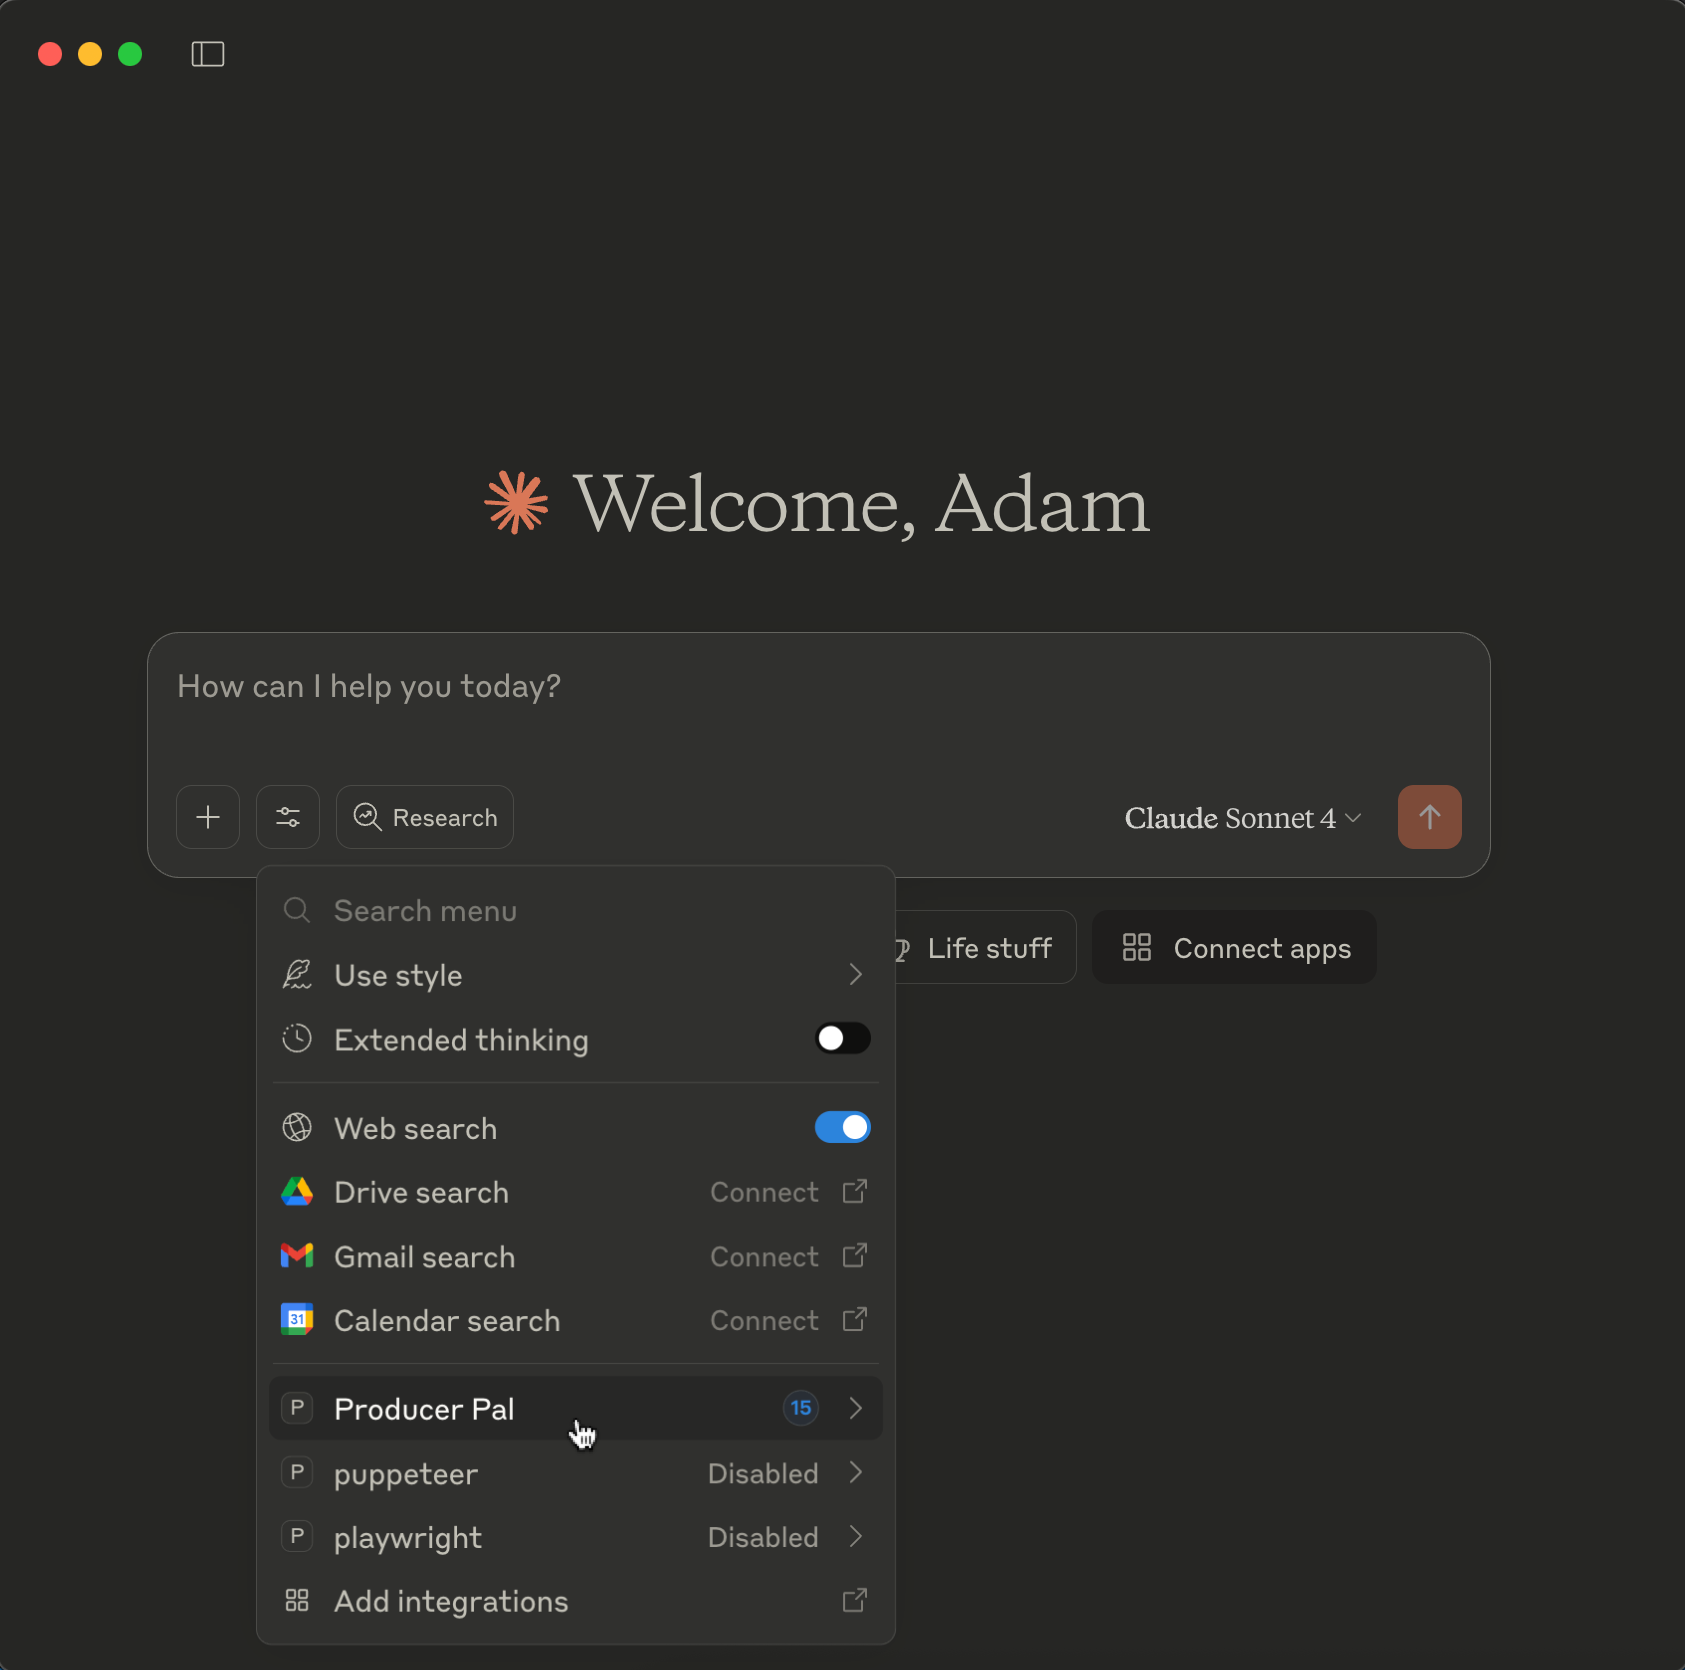 Welcome, Adam
How can I help you today?
Research
Claude Sonnet 4
Search menu
Life stuff
Connect apps
Use style
Extended thinking
Web search
Drive search Connect
Gmail search Connect
31 Calendar search Connect
P Producer Pal 15
P puppeteer Disabled
P playwright Disabled
Add integrations